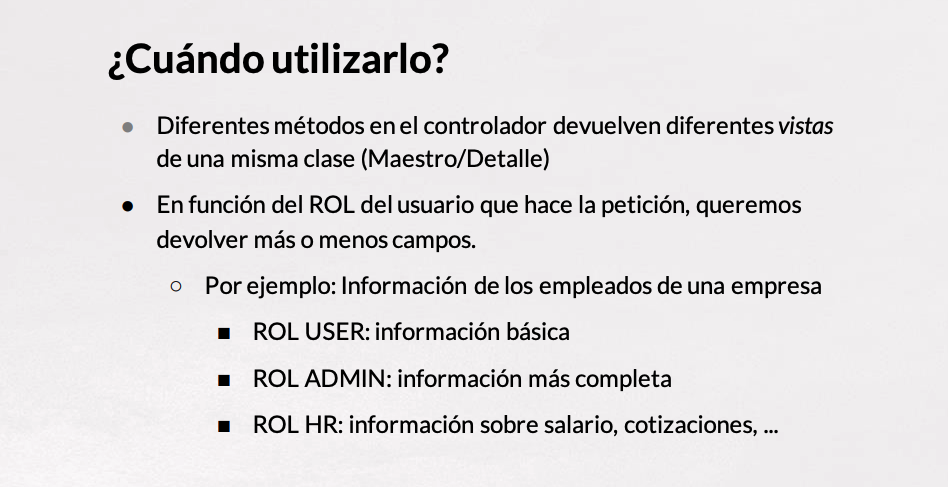 ¿Cuándo utilizarlo?
● Diferentes métodos en el controlador devuelven diferentes vistas
de una misma clase (Maestro/Detalle)
● En función del ROL del usuario que hace la petición, queremos
devolver más o menos campos.
○ Por ejemplo: Información de los empleados de una empresa
■ ROL USER: información básica
■ ROL ADMIN: información más completa
■ ROL HR: información sobre salario, cotizaciones, ...